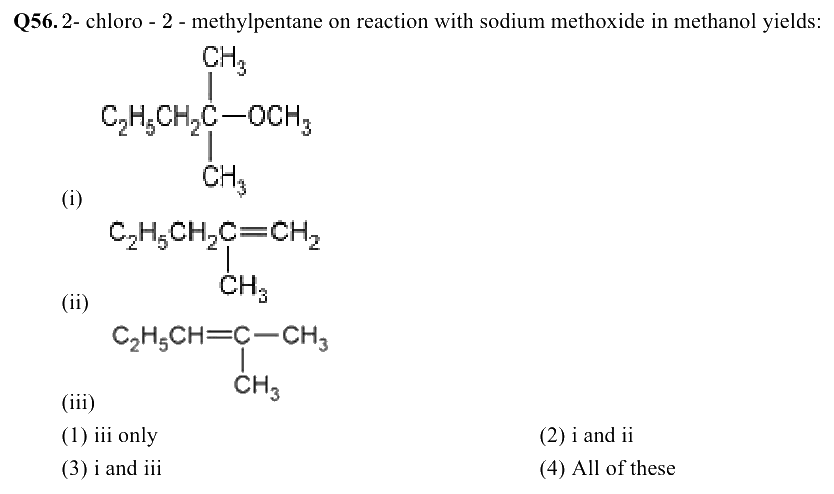 Q56. 2- chloro - 2 - methylpentane on reaction with sodium methoxide in methanol yields:
CH₃
C₂H₅CH₂C—OCH₃
CH₃
(i)
C₂H₅CH₂C=CH₂
CH₃
(ii)
C₂H₅CH=C—CH₃
CH₃
(iii)
(1) iii only
(2) i and ii
(3) i and iii
(4) All of these